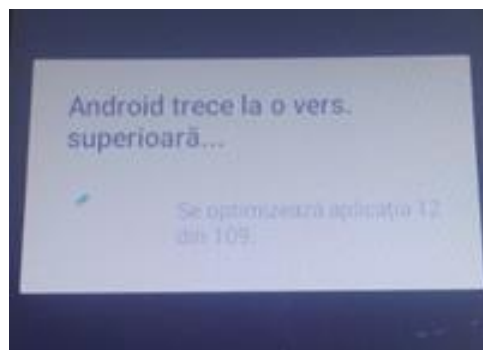 Android trece la o vers.
superioară...
Se optimizează aplicația 12
din 109.